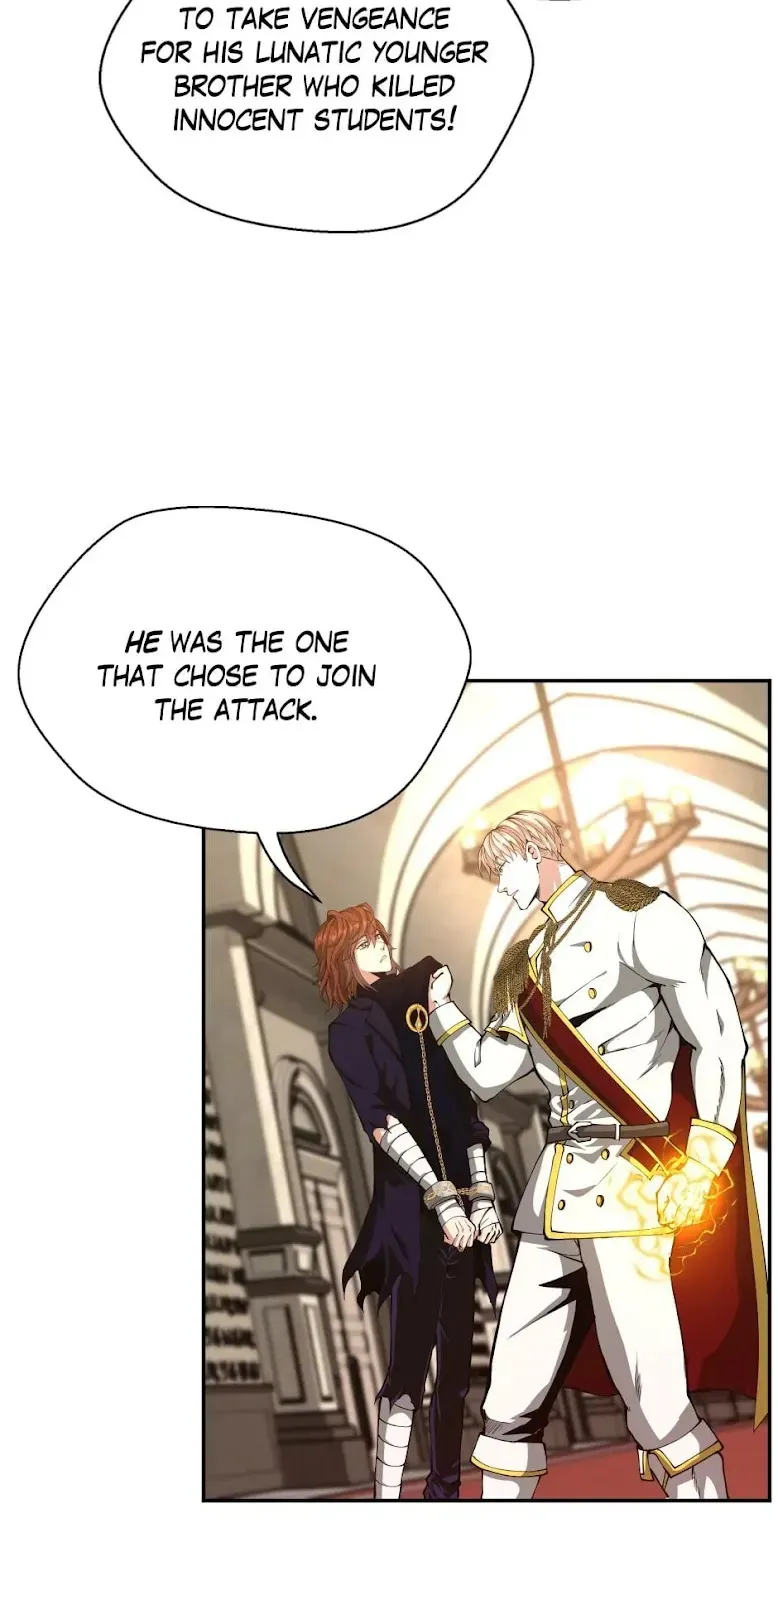 TO TAKE VENGEANCE
FOR HIS LUNATIC YOUNGER
BROTHER WHO KILLED
INNOCENT STUDENTS!
HE WAS THE ONE
THAT CHOSE TO JOIN
THE ATTACK.